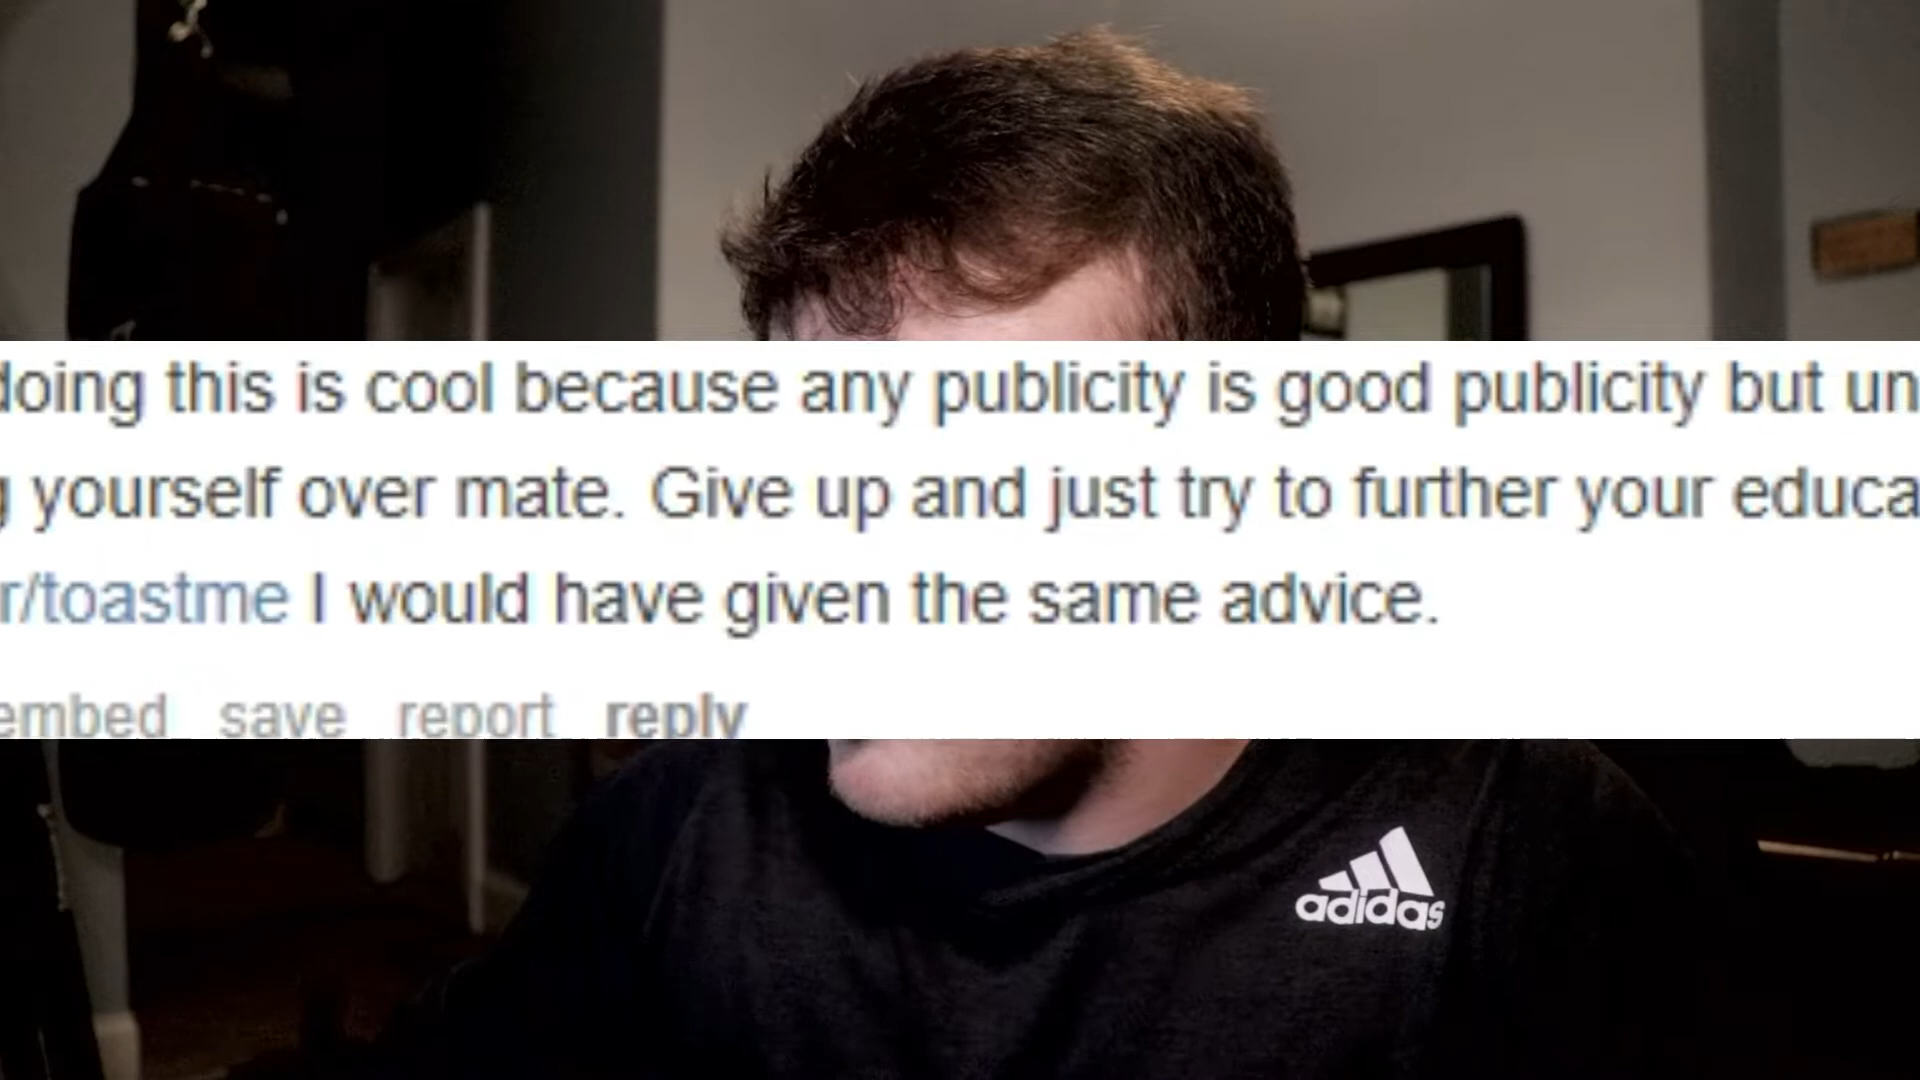 doing this is cool because any publicity is good publicity but un
g yourself over mate. Give up and just try to further your educa
r/toastme I would have given the same advice.
embed save report reply
adidas